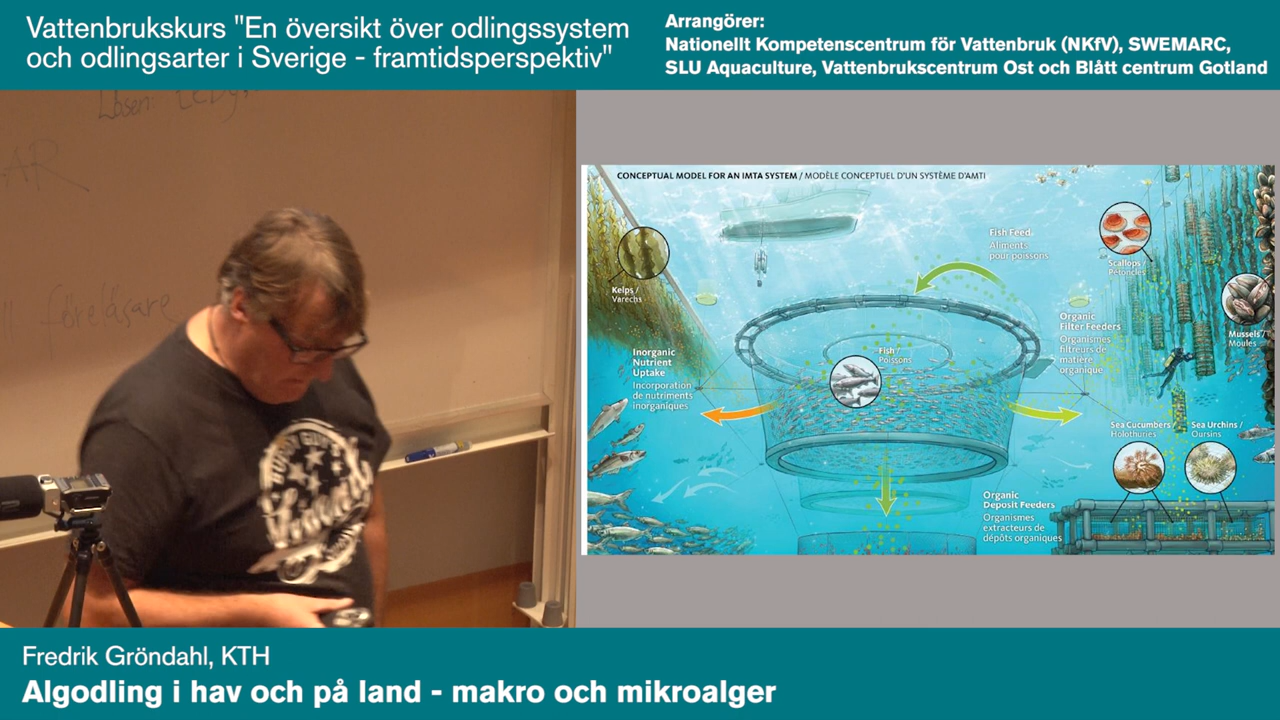 Vattenbrukskurs "En översikt över odlingssystem
och odlingsarter i Sverige - framtidsperspektiv"
Arrangörer:
Nationellt Kompetenscentrum för Vattenbruk (NKfV), SWEMARC,
SLU Aquaculture, Vattenbrukscentrum Ost och Blått centrum Gotland
Lösen:
AR
föreläsare
CONCEPTUAL MODEL FOR AN IMTA SYSTEM / MODÈLE CONCEPTUEL D'UN SYSTÈME D'AMTI
Kelps /
Varechs
Fish Feed
Aliments
pour poissons
Scallops /
Pétoncles
Mussels /
Moules
Inorganic
Nutrient
Uptake
Incorporation
de nutriments
inorganiques
Fish /
Poissons
Organic
Filter Feeders
Organismes
filtreurs de
matière
organique
Sea Cucumbers /
Holothuries
Sea Urchins /
Oursins
Organic
Deposit Feeders
Organismes
extracteurs de
dépôts organiques
Fredrik Gröndahl, KTH
Algodling i hav och på land - makro och mikroalger